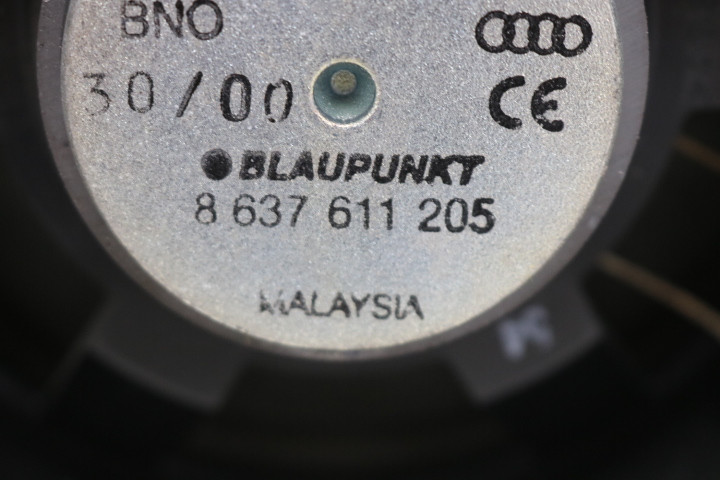 BNO
30/00
CE
BLAUPUNKT
8 637 611 205
MALAYSIA